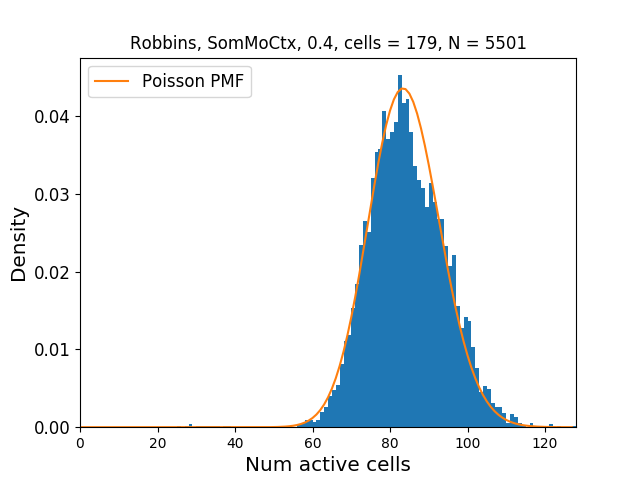 Robbins, SomMoCtx, 0.4, cells = 179, N = 5501
Poisson PMF
Density
0.04
0.03
0.02
0.01
0.00
0 20 40 60 80 100 120
Num active cells